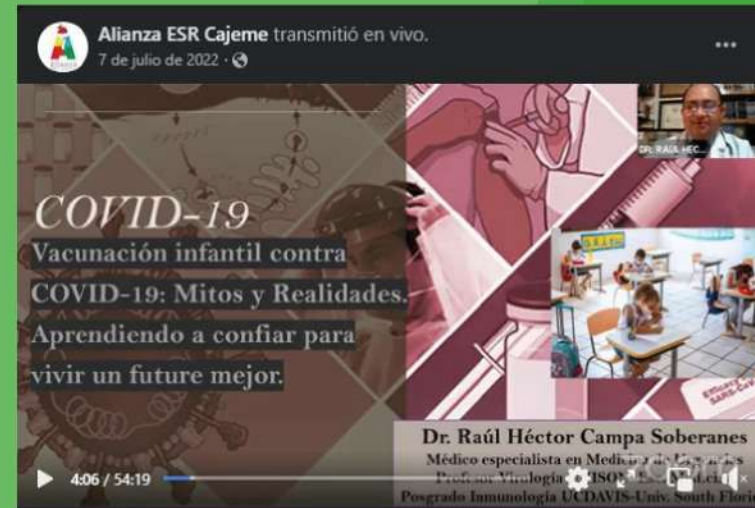 Alianza ESR Cajeme transmitió en vivo.
7 de julio de 2022
DR. RAÚL HÉC...
COVID-19
Vacunación infantil contra
COVID-19: Mitos y Realidades.
Aprendiendo a confiar para
vivir un future mejor.
Dr. Raúl Héctor Campa Soberanes
Médico especialista en Medicina de
Profesor Virología
Posgrado Inmunología UCDAVIS-Univ. South Flori
4:06 / 54:19